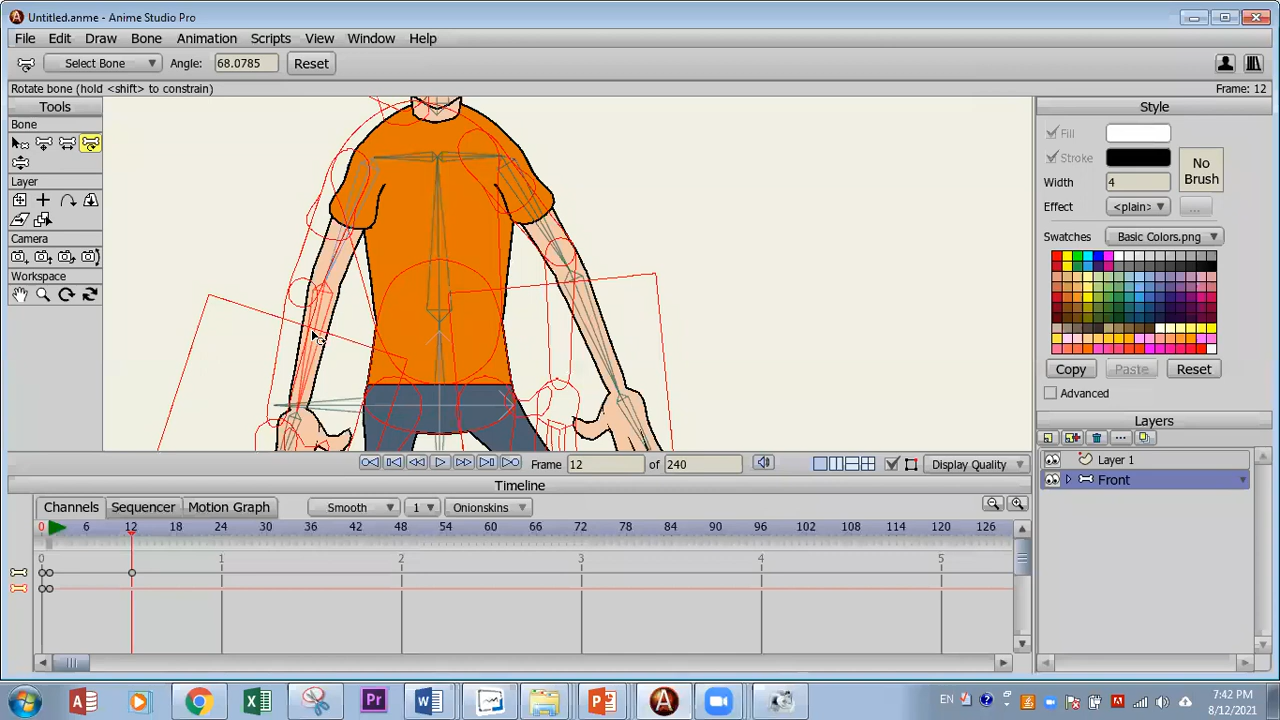 Untitled.anme - Anime Studio Pro
File Edit Draw Bone Animation Scripts View Window Help
Select Bone Angle: 68.0785 Reset
Rotate bone (hold <shift> to constrain) Frame: 12
Tools
Bone
Layer
Camera
Workspace
Style
Fill
Stroke
No Brush
Width 4
Effect <plain> ...
Swatches Basic Colors.png
Copy Paste Reset
Advanced
Layers
Layer 1
Front
Frame 12 of 240 Display Quality
Timeline
Channels Sequencer Motion Graph Smooth 1 Onionskins
0 6 12 18 24 30 36 42 48 54 60 66 72 78 84 90 96 102 108 114 120 126
0 1 2 3 4 5
EN 7:42 PM
8/12/2021